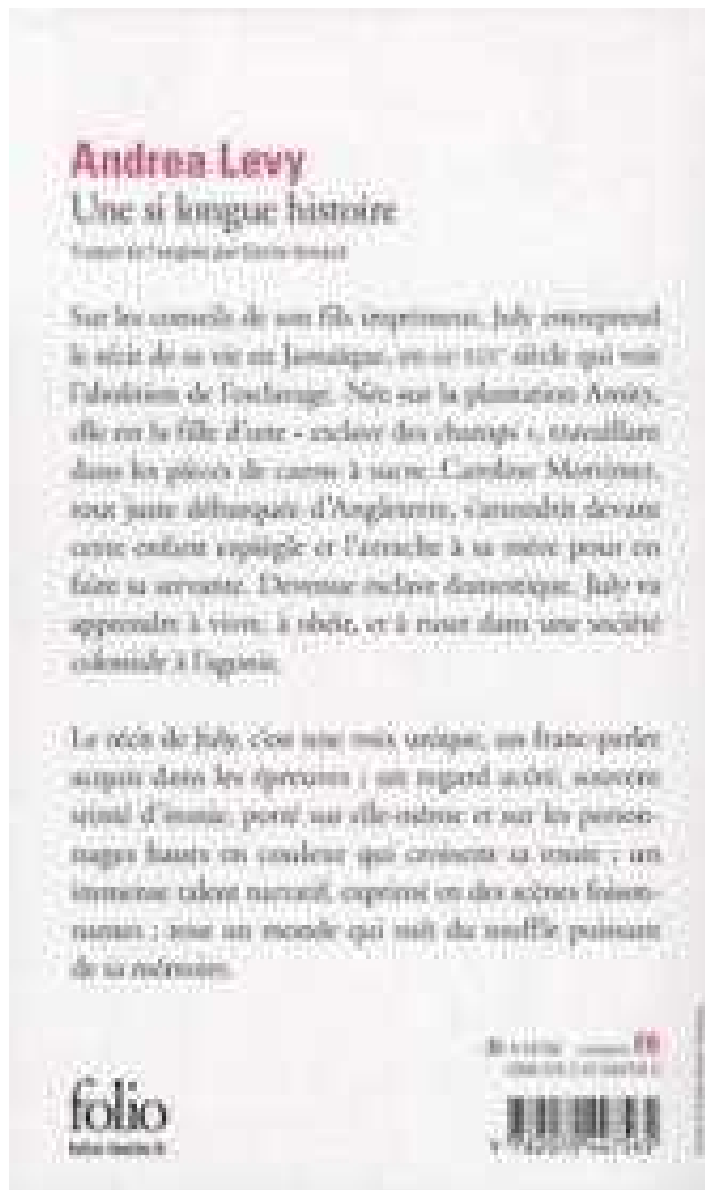 Andrea Levy
Une si longue histoire
Traduit de l'anglais par
Sur les conseils de son fils imprimeur, July entreprend
le récit de sa vie en Jamaïque, en ce XIXe siècle qui voit
l'abolition de l'esclavage. Née sur la plantation Amity,
elle est la fille d'une « esclave des champs », travaillant
dans les pièces de canne à sucre. Caroline Mortimer,
tout juste débarquée d'Angleterre, s'attendrit devant
cette enfant espiègle et l'arrache à sa mère pour en
faire sa servante. Devenue esclave domestique, July va
apprendre à vivre, à obéir, et à ruser dans une société
coloniale à l'agonie.
Le récit de July, c'est une voix unique, un franc-parler
acquis dans les épreuves ; un regard acéré, souvent
teinté d'ironie, porté sur elle-même et sur les person-
nages hauts en couleur qui croisent sa route ; un
immense talent narratif, exprimé en des scènes foison-
nantes ; tout un monde qui naît du souffle puissant
de sa mémoire.
folio